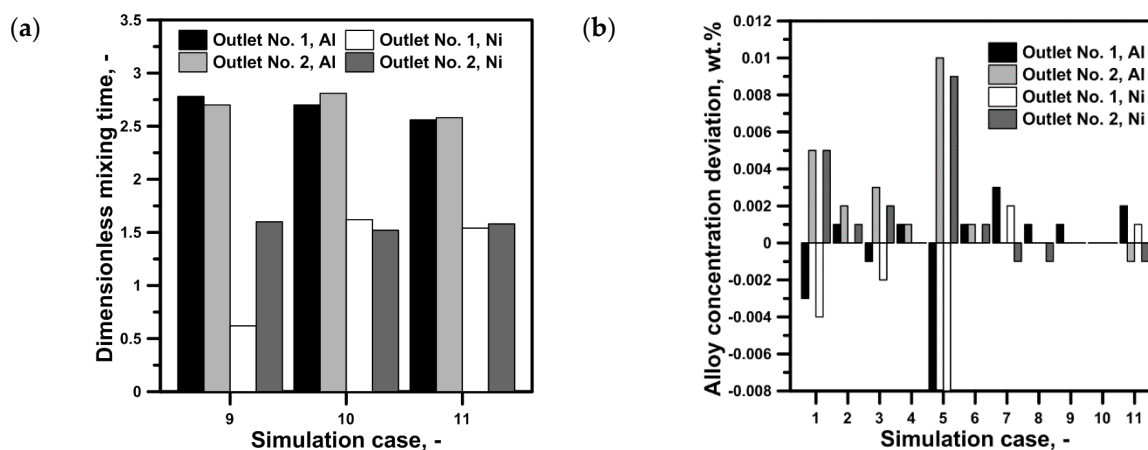 (a)
Dimensionless mixing time, -
3.5
3
2.5
2
1.5
1
0.5
0
Outlet No. 1, Al
Outlet No. 1, Ni
Outlet No. 2, Al
Outlet No. 2, Ni
9 10 11
Simulation case, -
(b)
Alloy concentration deviation, wt.%
0.012
0.01
0.008
0.006
0.004
0.002
0
-0.002
-0.004
-0.006
-0.008
Outlet No. 1, Al
Outlet No. 2, Al
Outlet No. 1, Ni
Outlet No. 2, Ni
1 2 3 4 5 6 7 8 9 10 11
Simulation case, -